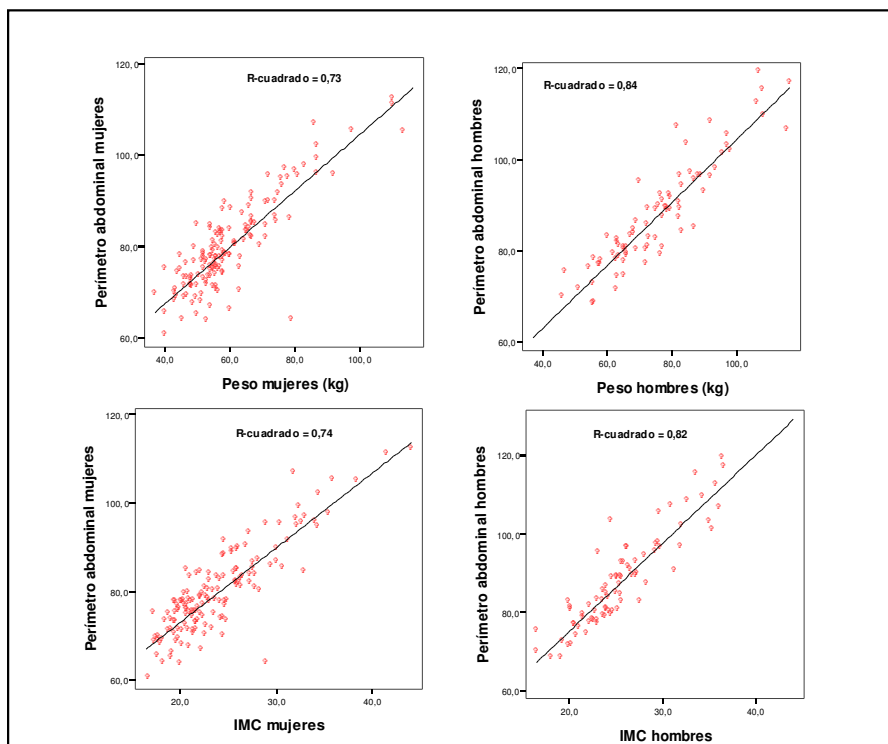 R-cuadrado = 0,73
120,0
100,0
80,0
60,0
Perímetro abdominal mujeres
40,0 60,0 80,0 100,0
Peso mujeres (kg)
R-cuadrado = 0,84
120,0
100,0
80,0
60,0
Perímetro abdominal hombres
40,0 60,0 80,0 100,0
Peso hombres (kg)
R-cuadrado = 0,74
120,0
100,0
80,0
60,0
Perímetro abdominal mujeres
20,0 30,0 40,0
IMC mujeres
R-cuadrado = 0,82
120,0
100,0
80,0
60,0
Perímetro abdominal hombres
20,0 30,0 40,0
IMC hombres